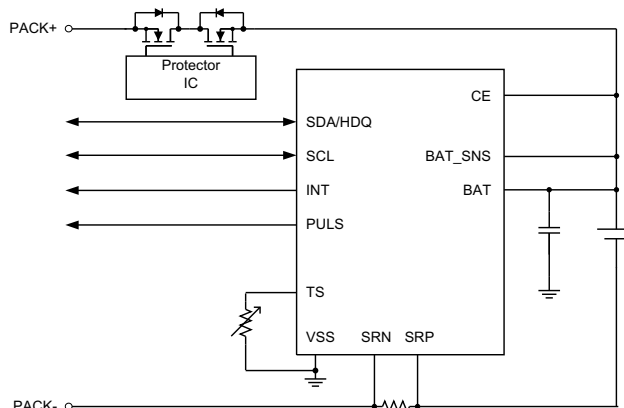 PACK+
Protector
IC
CE
SDA/HDQ
SCL
BAT_SNS
INT
BAT
PULS
TS
VSS
SRN
SRP
PACK-